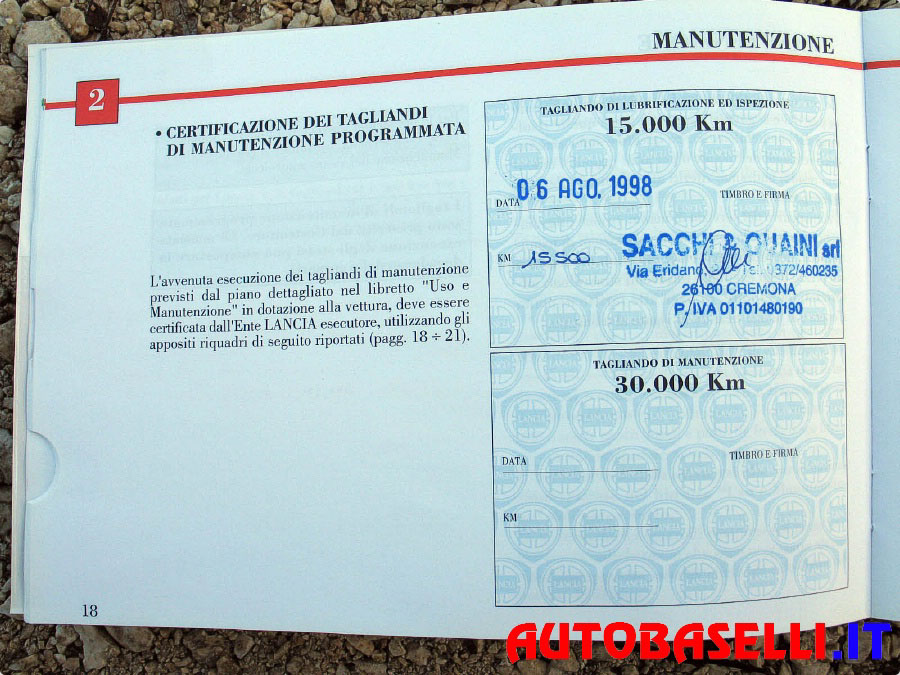 MANUTENZIONE
2
• CERTIFICAZIONE DEI TAGLIANDI
DI MANUTENZIONE PROGRAMMATA
L'avvenuta esecuzione dei tagliandi di manutenzione
previsti dal piano dettagliato nel libretto "Uso e
Manutenzione" in dotazione alla vettura, deve essere
certificata dall'Ente LANCIA esecutore, utilizzando gli
appositi riquadri di seguito riportati (pagg. 18 ÷ 21).
TAGLIANDO DI LUBRIFICAZIONE ED ISPEZIONE
15.000 Km
DATA 06 AGO. 1998
TIMBRO E FIRMA
KM 15500
SACCHI & QUAINI srl
Via Eridano Tel. 0372/460235
26100 CREMONA
P. IVA 01101480190
TAGLIANDO DI MANUTENZIONE
30.000 Km
DATA
TIMBRO E FIRMA
KM
18
AUTOBASELLI.IT